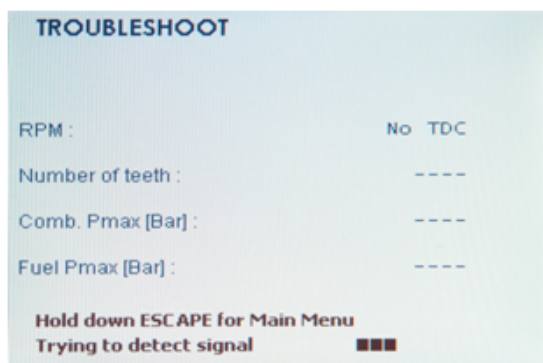 TROUBLESHOOT
RPM : No TDC
Number of teeth : ----
Comb. Pmax [Bar] : ----
Fuel Pmax [Bar] : ----
Hold down ESCAPE for Main Menu
Trying to detect signal ■■■